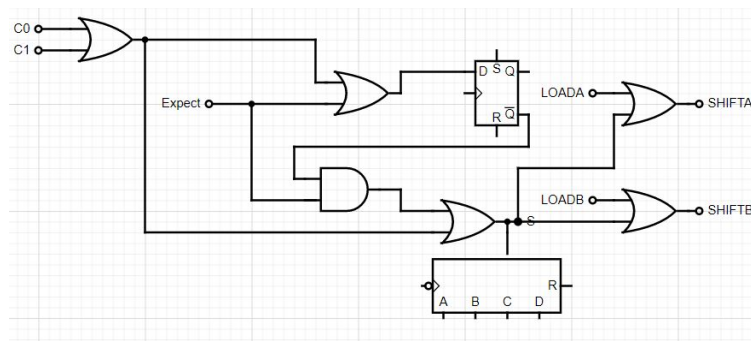 C0
C1
Expect
D S Q
R Q
LOADA
SHIFTA
LOADB
SHIFTB
S
R
A B C D